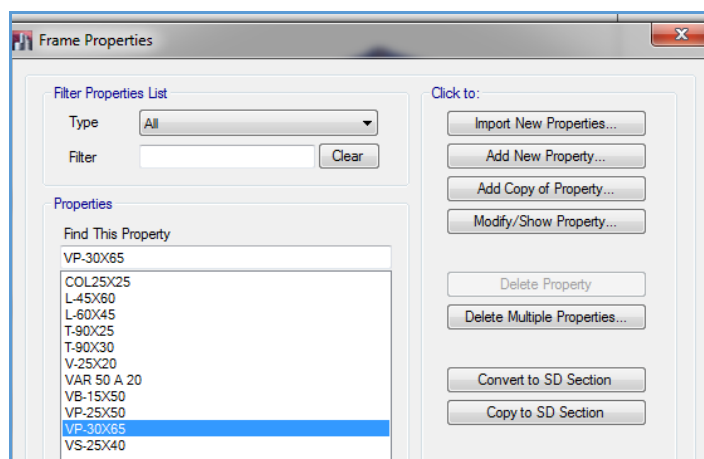 Frame Properties
Filter Properties List
Type
All
Filter
Clear
Properties
Find This Property
VP-30X65
COL25X25
L-45X60
L-60X45
T-90X25
T-90X30
V-25X20
VAR 50 A 20
VB-15X50
VP-25X50
VP-30X65
VS-25X40
Click to:
Import New Properties...
Add New Property...
Add Copy of Property...
Modify/Show Property...
Delete Property
Delete Multiple Properties...
Convert to SD Section
Copy to SD Section